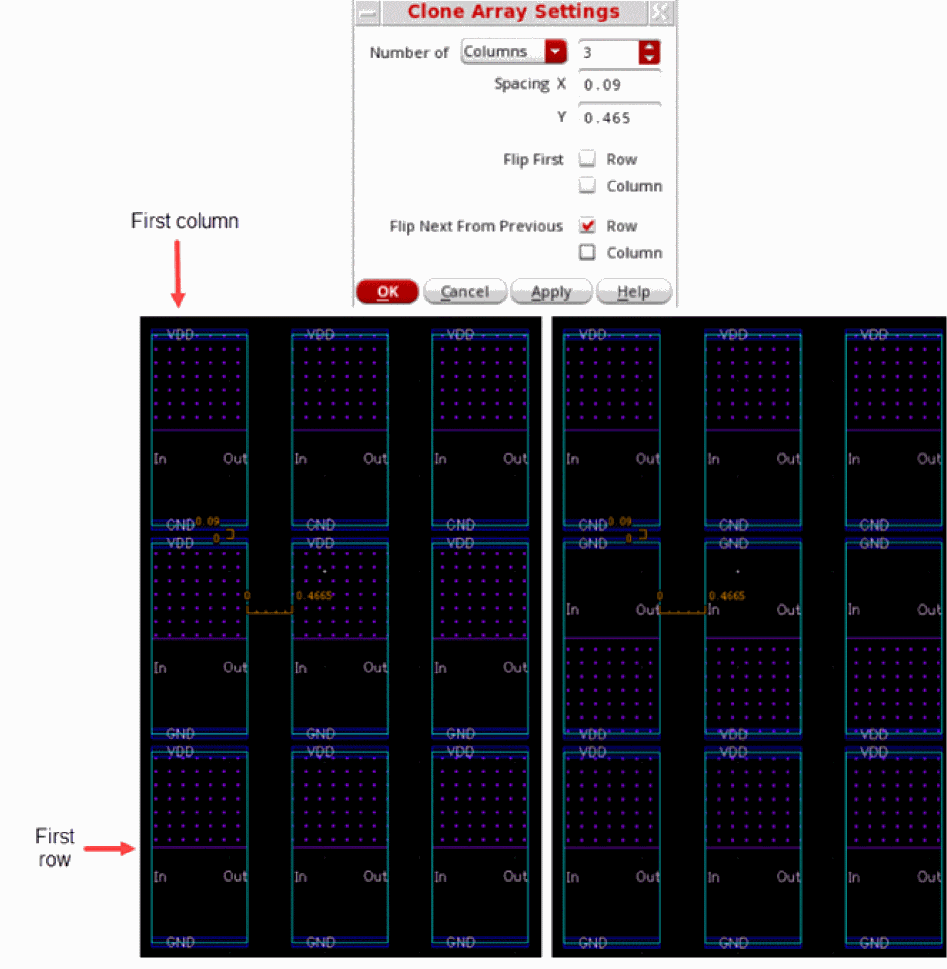 Clone Array Settings
Number of Columns 3
Spacing X 0.09
Y 0.465
Flip First Row
Column
Flip Next From Previous Row
Column
OK Cancel Apply Help
First column
VDD VDD VDD VDD VDD VDD
In Out In Out In Out In Out In Out In Out
GND 0.09 GND GND GND 0.09 GND GND
0 0
VDD VDD VDD GND GND GND
0 0.4665 0 0.4665
In Out In Out In Out
In Out In Out In Out
GND GND GND VDD VDD VDD
VDD VDD VDD VDD VDD VDD
First
row
In Out In Out In Out In Out In Out In Out
GND GND GND GND GND GND